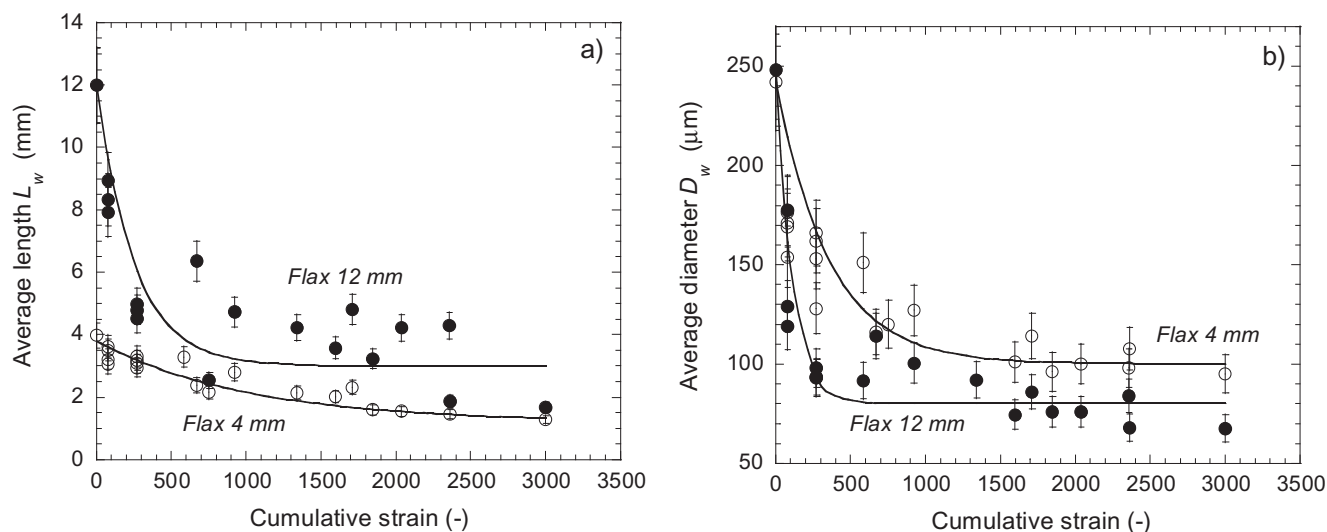 a)
14
12
10
8
6
4
2
0
Average length L_w (mm)
Flax 12 mm
Flax 4 mm
0 500 1000 1500 2000 2500 3000 3500
Cumulative strain (-)
b)
250
200
150
100
50
Average diameter D_w (μm)
Flax 4 mm
Flax 12 mm
0 500 1000 1500 2000 2500 3000 3500
Cumulative strain (-)